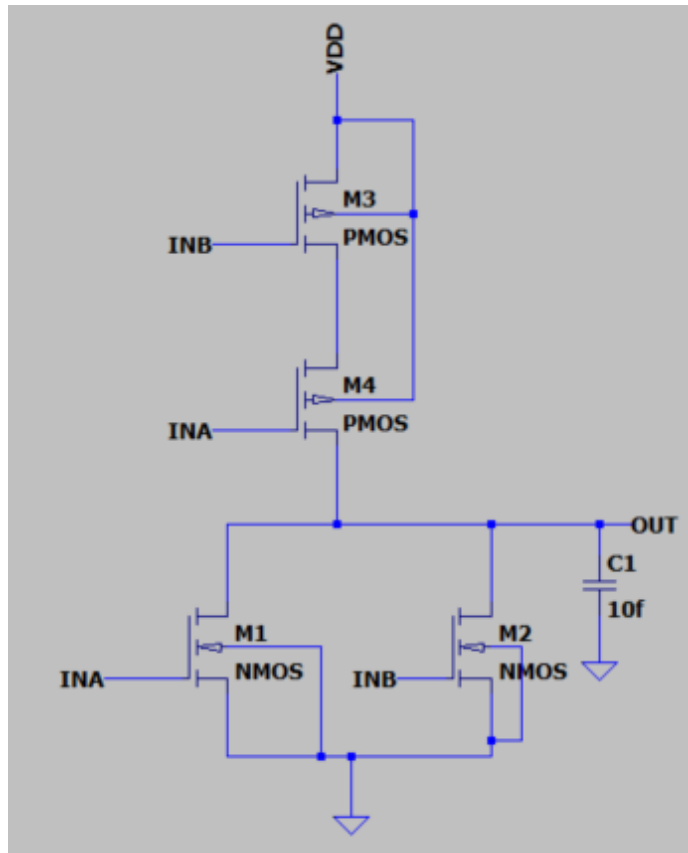 VDD
M3
PMOS
INB
M4
PMOS
INA
OUT
C1
10f
M1
NMOS
INA
M2
NMOS
INB